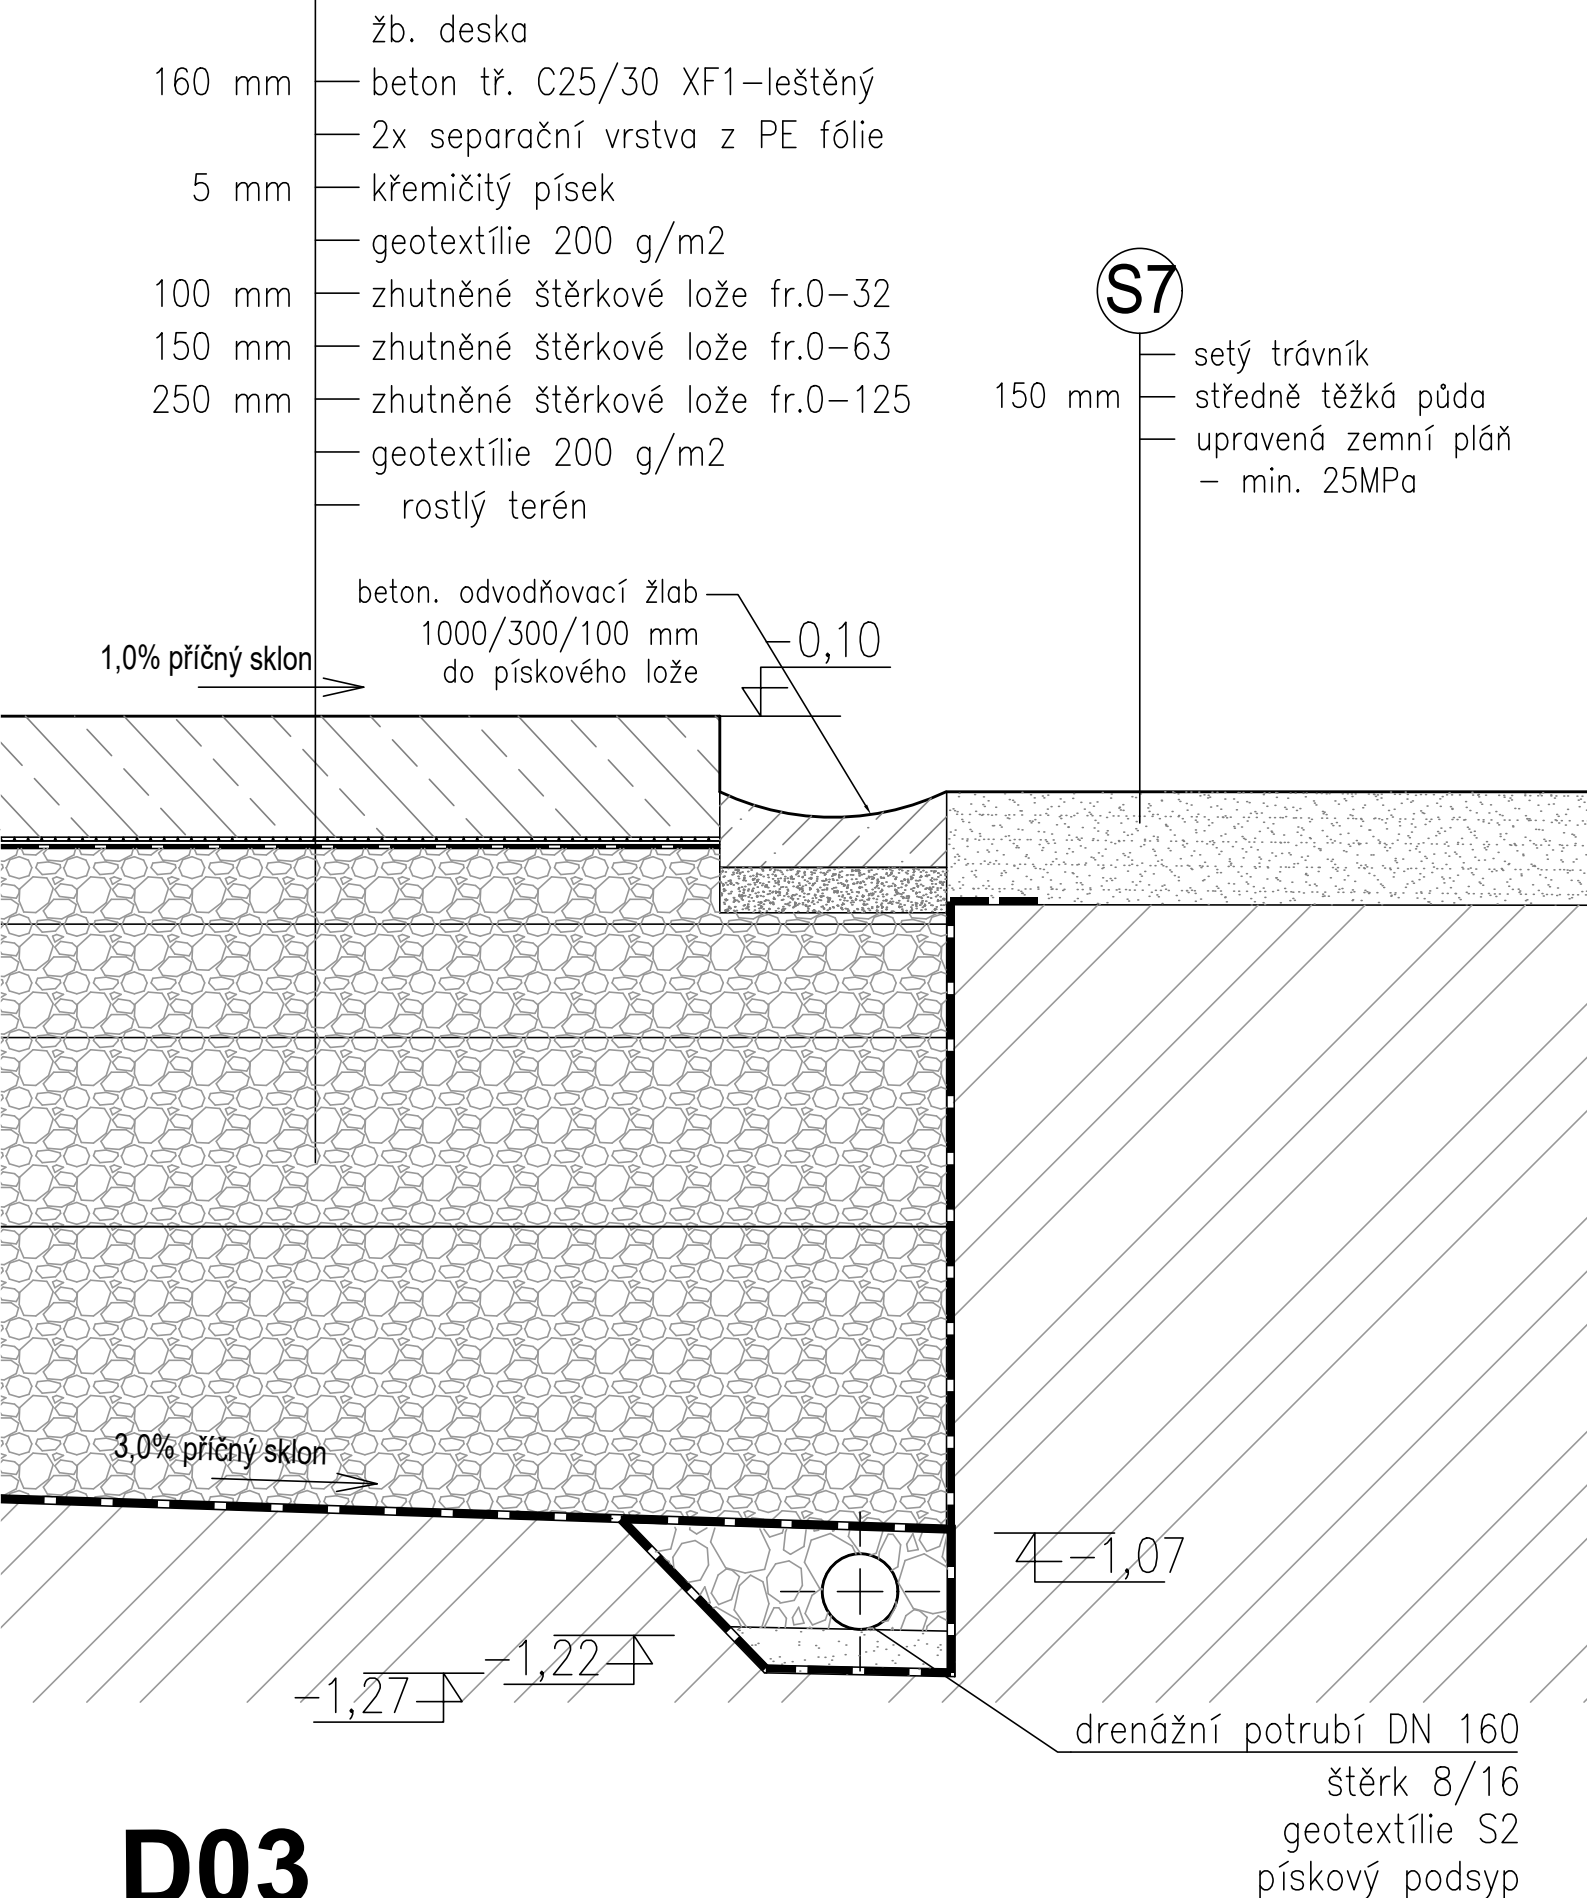 žb. deska
160 mm beton tř. C25/30 XF1-leštěný
2x separační vrstva z PE fólie
5 mm křemičitý písek
geotextílie 200 g/m2
100 mm zhutněné štěrkové lože fr.0-32
150 mm zhutněné štěrkové lože fr.0-63
250 mm zhutněné štěrkové lože fr.0-125
geotextílie 200 g/m2
rostlý terén
S7
setý trávník
150 mm středně těžká půda
upravená zemní pláň
- min. 25MPa
beton. odvodňovací žlab
1000/300/100 mm
do pískového lože
-0,10
1,0% příčný sklon
3,0% příčný sklon
-1,07
-1,22
-1,27
drenážní potrubí DN 160
štěrk 8/16
geotextílie S2
pískový podsyp
D03